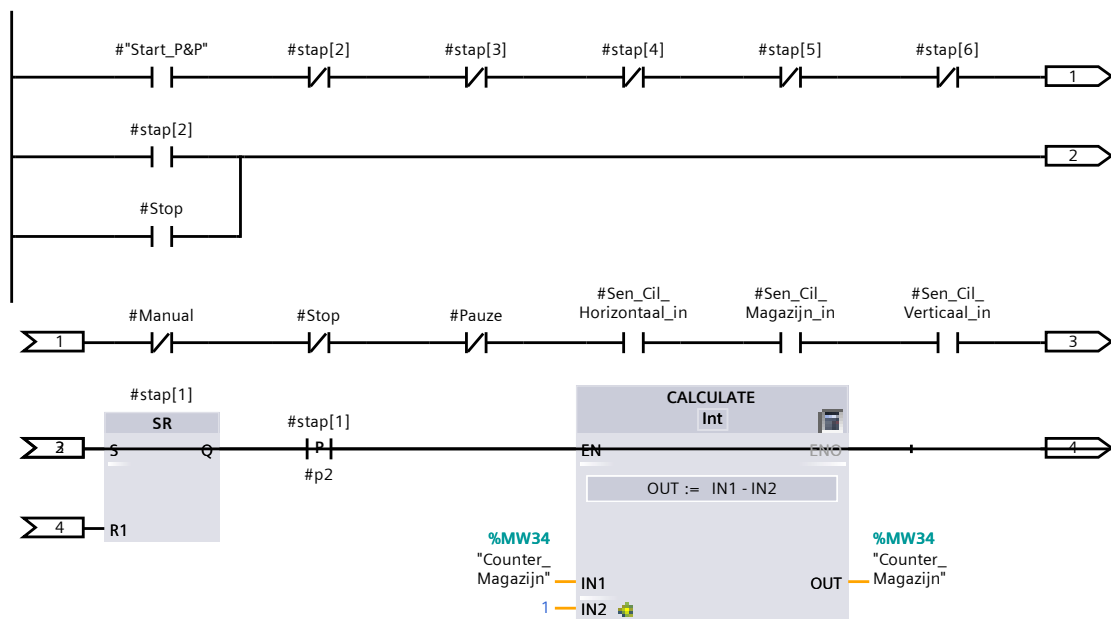 #"Start_P&P" #stap[2] #stap[3] #stap[4] #stap[5] #stap[6]
1
#stap[2]
2
#Stop
#Manual #Stop #Pauze #Sen_Cil_ Horizontaal_in #Sen_Cil_ Magazijn_in #Sen_Cil_ Verticaal_in
1 3
#stap[1]
SR
#stap[1]
CALCULATE
Int
S Q P EN ENO 4
#p2
OUT := IN1 - IN2
4 R1
%MW34 %MW34
"Counter_ "Counter_
Magazijn" IN1 OUT Magazijn"
1 IN2